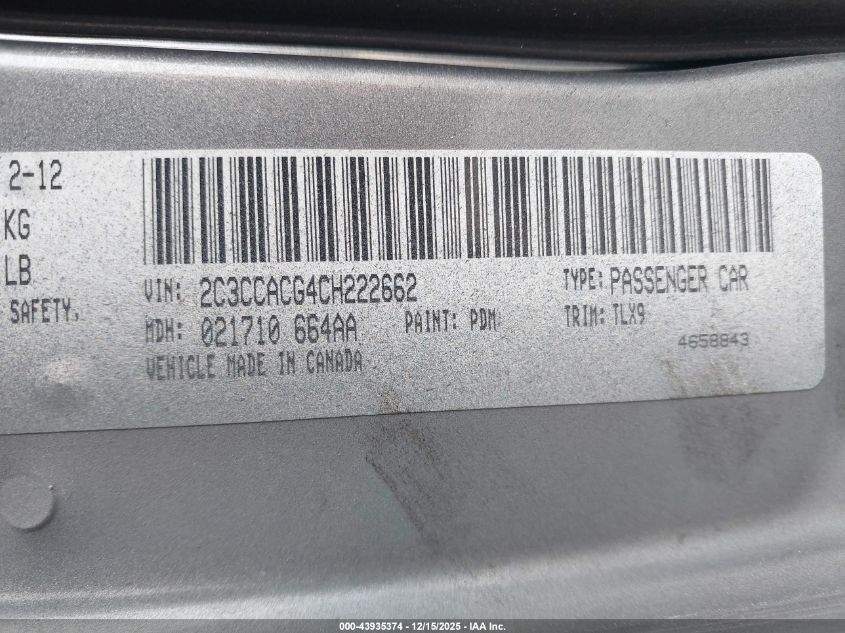 2-12
KG
LB
SAFETY.
VIN: 2C3CCACG4CH222662
TYPE: PASSENGER CAR
MDH: 021710 664AA
PAINT: PDM
TRIM: TLX9
VEHICLE MADE IN CANADA
4658843
000-43935374 - 12/15/2025 - IAA Inc.